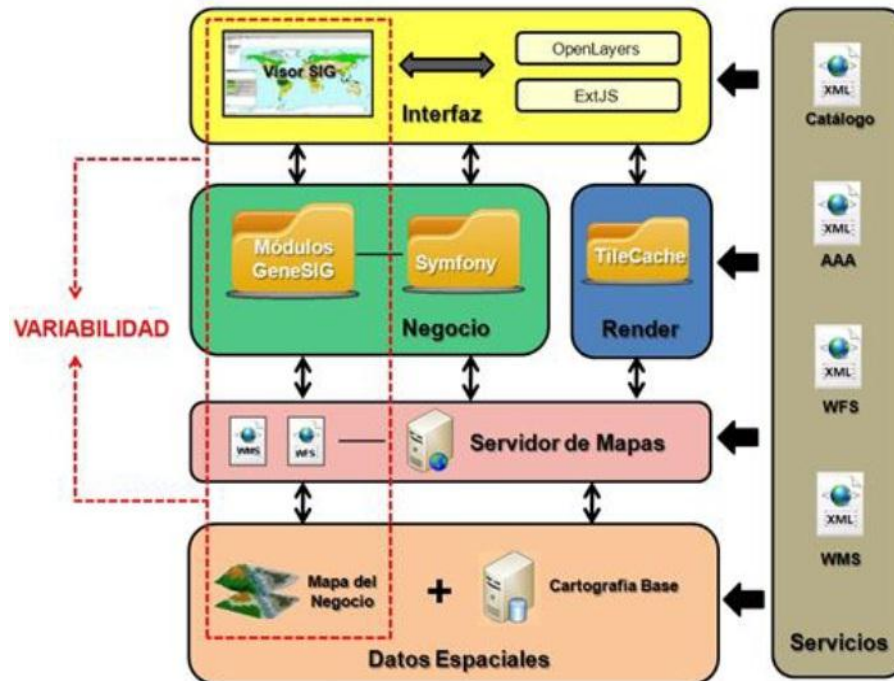 Visor SIG
OpenLayers
ExtJS
Interfaz
Módulos
GeneSIG
Symfony
Negocio
TileCache
Render
VARIABILIDAD
WMS
WFS
Servidor de Mapas
Mapa del
Negocio
+
Cartografia Base
Datos Espaciales
XML
Catálogo
XML
AAA
XML
WFS
XML
WMS
Servicios